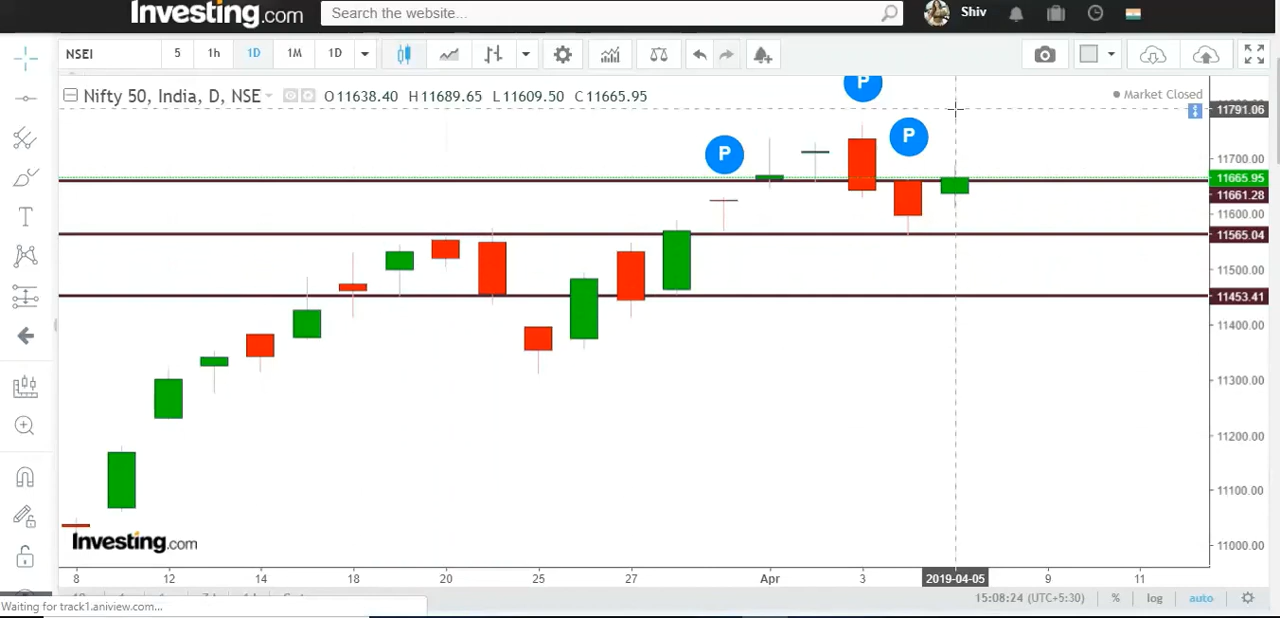 Investing.com Search the website... Shiv
NSEI 5 1h 1D 1M 1D
Nifty 50, India, D, NSE O11638.40 H11689.65 L11609.50 C11665.95
Market Closed
11791.06
P
P
P
11700.00
11665.95
11661.28
11600.00
11565.04
11500.00
11453.41
11400.00
11300.00
11200.00
11100.00
11000.00
Investing.com
8 12 14 18 20 25 27 Apr 3 2019-04-05 9 11
Waiting for track1.aniview.com...
15:08:24 (UTC+5:30) % log auto